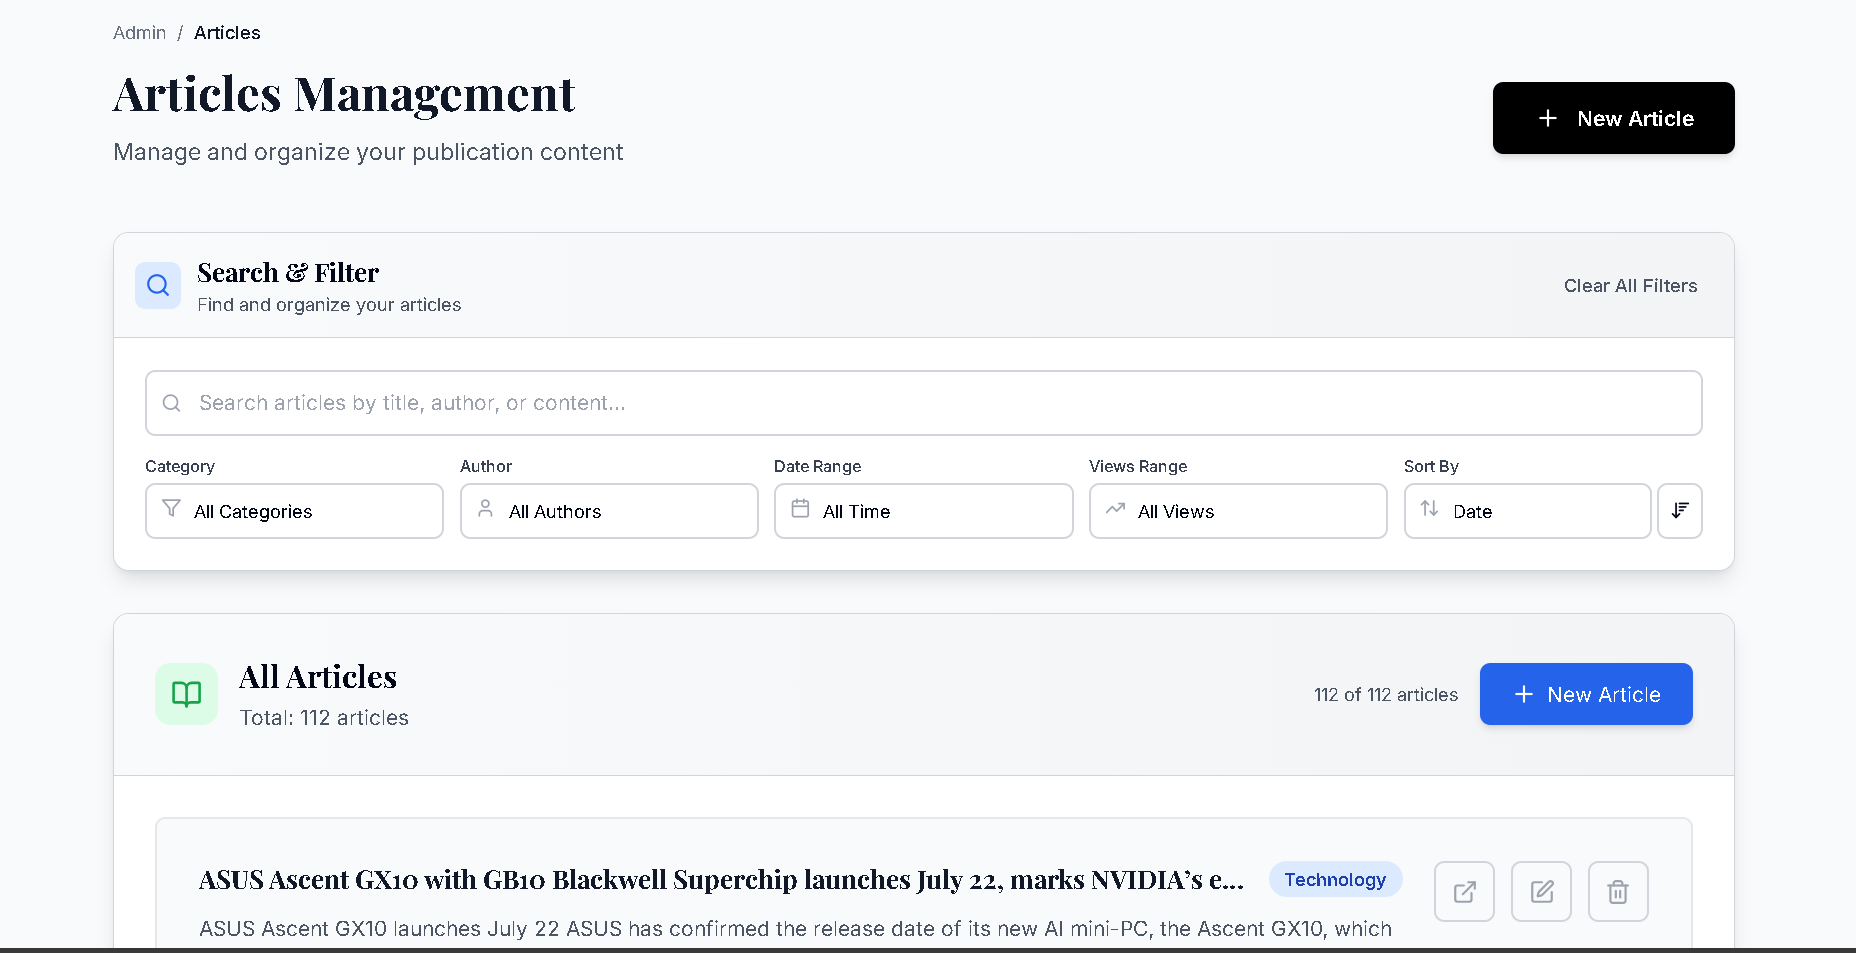 Admin / Articles
Articles Management
Manage and organize your publication content
New Article
Search & Filter
Find and organize your articles
Clear All Filters
Search articles by title, author, or content...
Category
Author
Date Range
Views Range
Sort By
All Categories
All Authors
All Time
All Views
Date
All Articles
Total: 112 articles
112 of 112 articles
New Article
ASUS Ascent GX10 with GB10 Blackwell Superchip launches July 22, marks NVIDIA’s e...
Technology
ASUS Ascent GX10 launches July 22 ASUS has confirmed the release date of its new AI mini-PC, the Ascent GX10, which